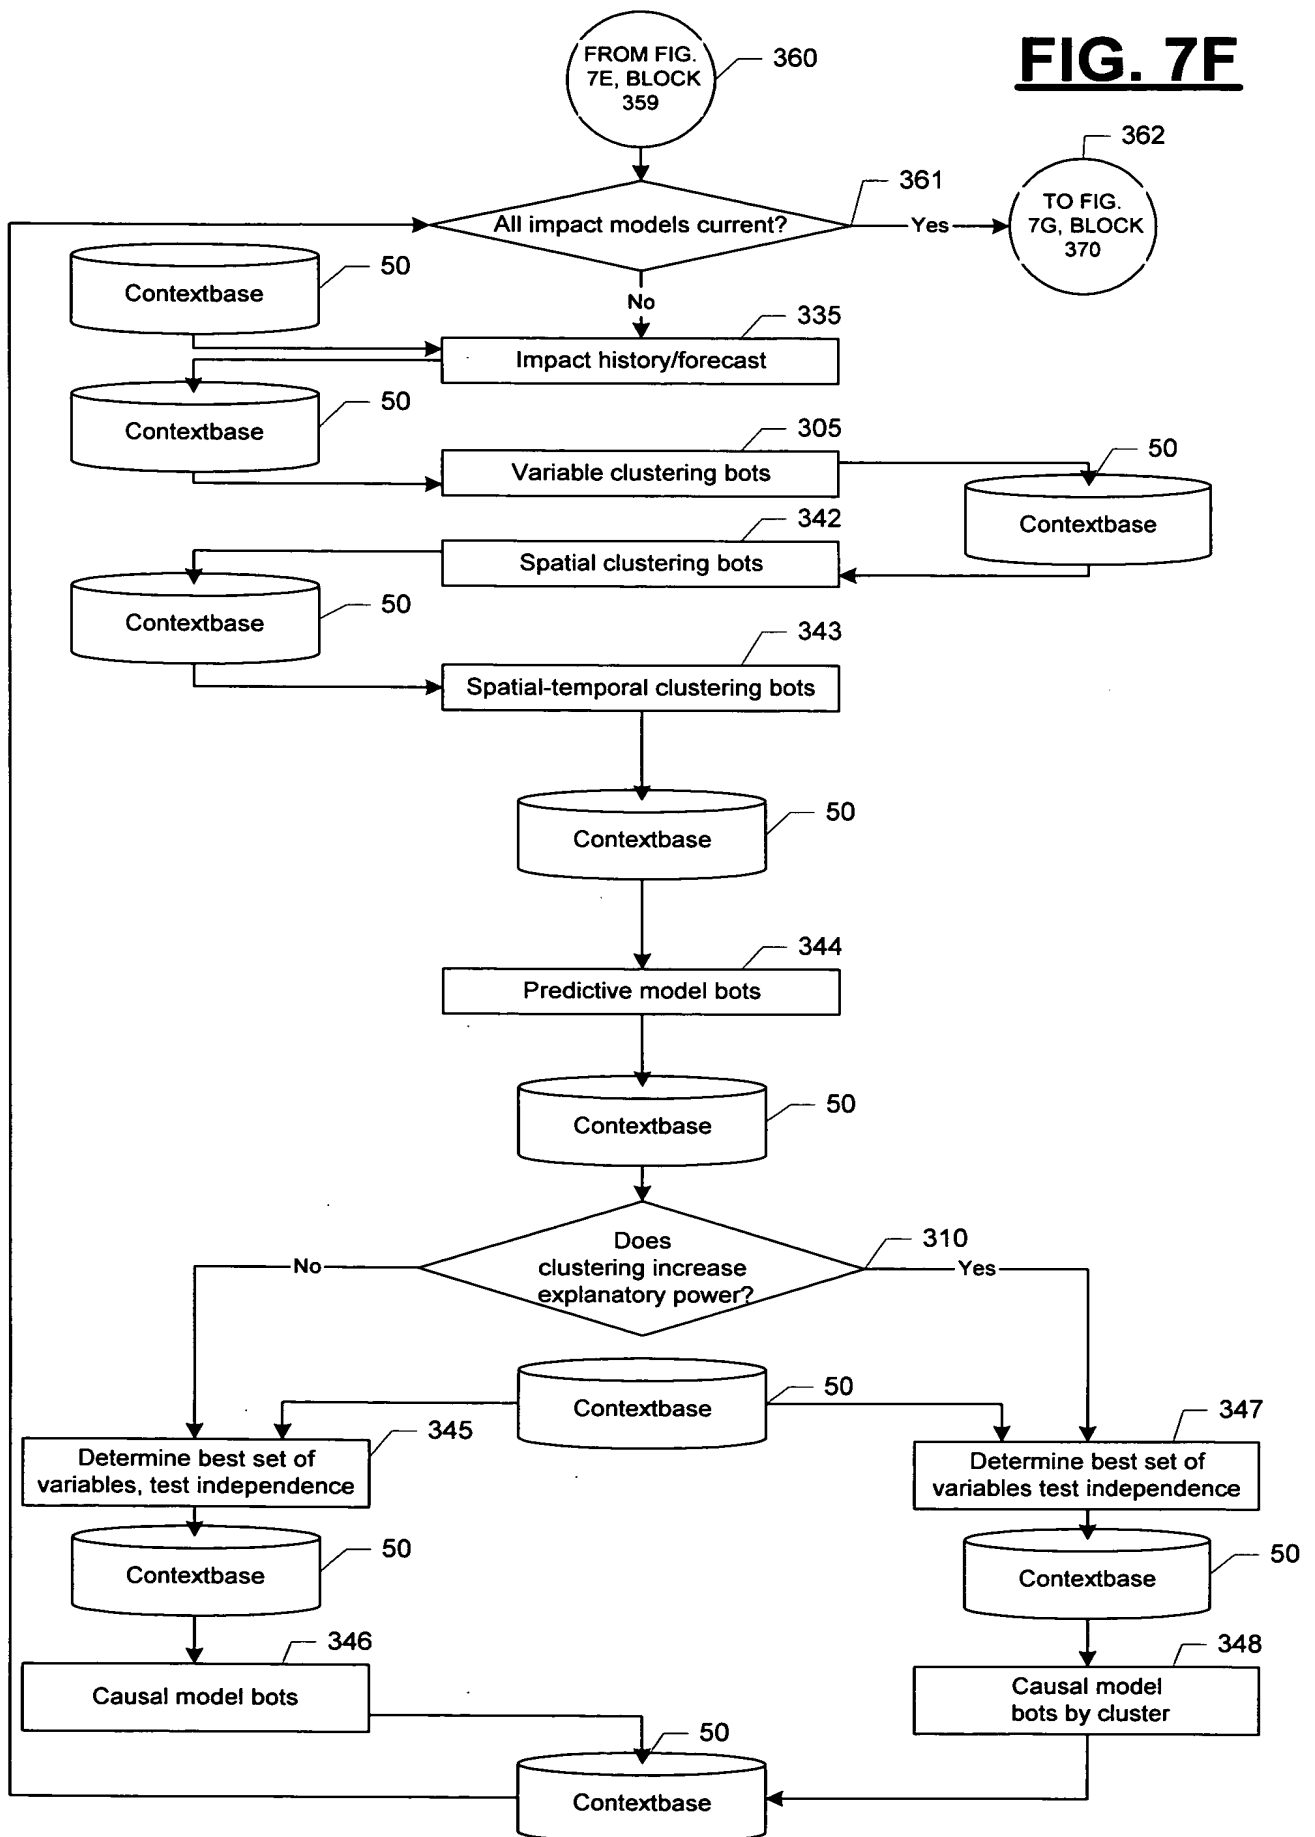 FIG. 7F
FROM FIG.
7E, BLOCK
359
360
362
361
All impact models current?
Yes
TO FIG.
7G, BLOCK
370
50
Contextbase
No
335
Impact history/forecast
50
Contextbase
305
Variable clustering bots
50
Contextbase
342
Spatial clustering bots
50
Contextbase
343
Spatial-temporal clustering bots
50
Contextbase
344
Predictive model bots
50
Contextbase
310
Does
clustering increase
explanatory power?
No
Yes
50
Contextbase
345
Determine best set of
variables, test independence
347
Determine best set of
variables test independence
50
Contextbase
50
Contextbase
346
Causal model bots
348
Causal model
bots by cluster
50
Contextbase